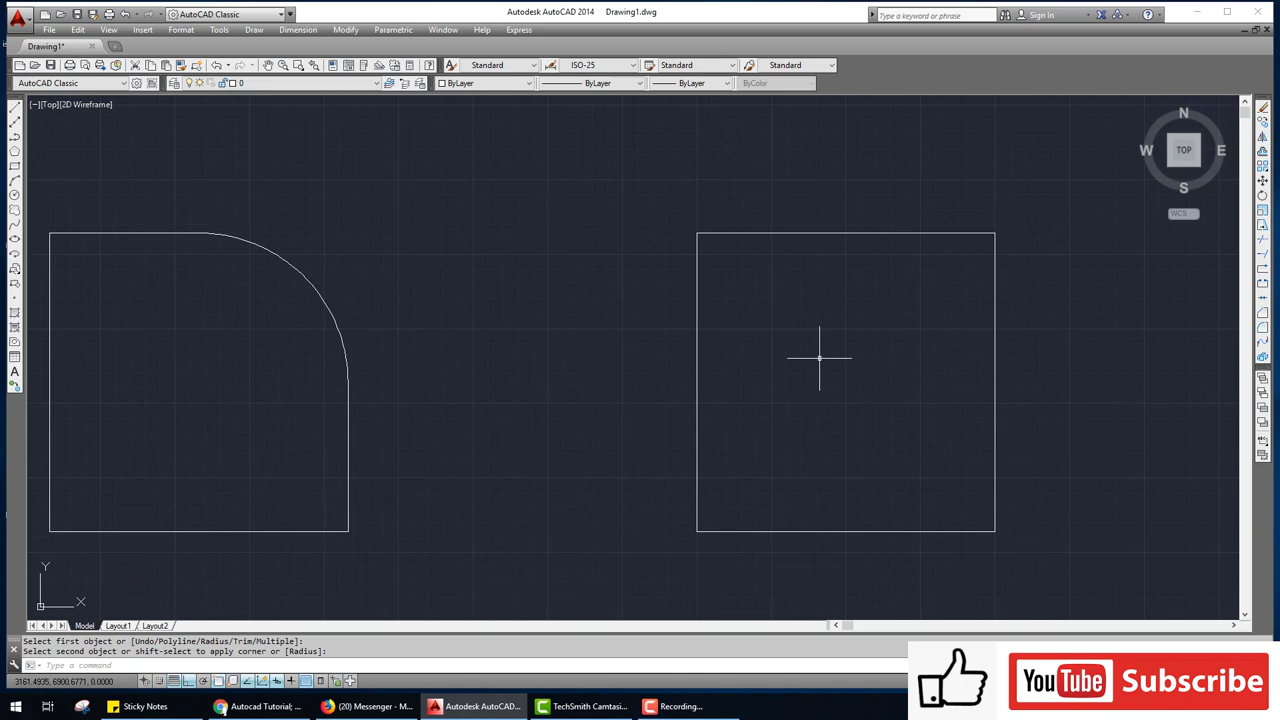 AutoCAD Classic
Autodesk AutoCAD 2014 Drawing1.dwg
Type a keyword or phrase
Sign In
File Edit View Insert Format Tools Draw Dimension Modify Parametric Window Help Express
Drawing1*
Standard ISO-25 Standard Standard
AutoCAD Classic 0 ByLayer ByLayer ByLayer ByColor
[−][Top][2D Wireframe]
N
W TOP E
S
WCS
A
Y
X
Model Layout1 Layout2
Select first object or [Undo/Polyline/Radius/Trim/Multiple]:
Select second object or shift-select to apply corner or [Radius]:
Type a command
3161.4935, 6900.6771, 0.0000
YouTube Subscribe
Sticky Notes
Autocad Tutorial; ...
(20) Messenger - M...
Autodesk AutoCAD...
TechSmith Camtasi...
Recording...